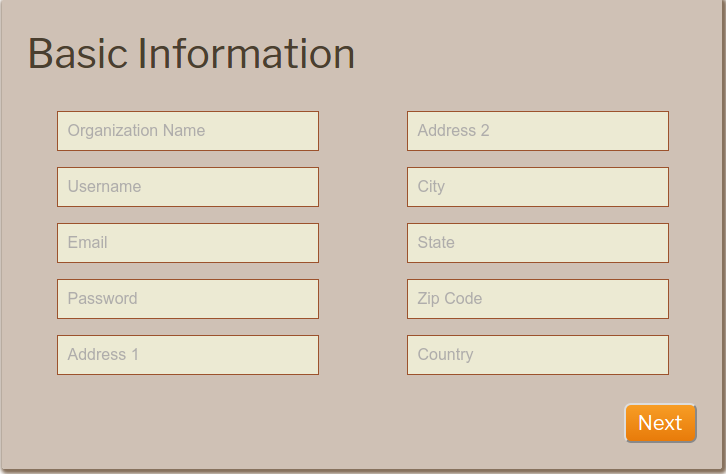 Basic Information
Organization Name
Username
Email
Password
Address 1
Address 2
City
State
Zip Code
Country
Next